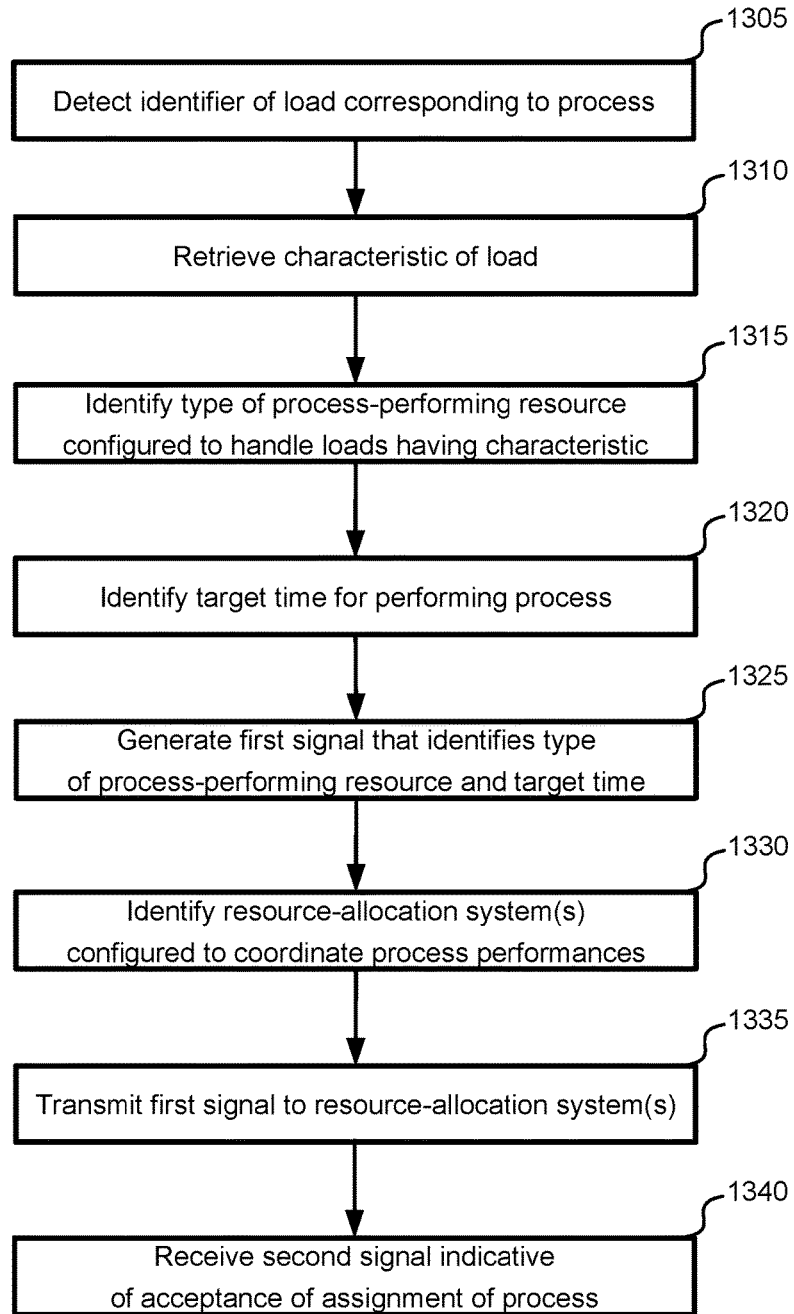 1305
Detect identifier of load corresponding to process
1310
Retrieve characteristic of load
1315
Identify type of process-performing resource
configured to handle loads having characteristic
1320
Identify target time for performing process
1325
Generate first signal that identifies type
of process-performing resource and target time
1330
Identify resource-allocation system(s)
configured to coordinate process performances
1335
Transmit first signal to resource-allocation system(s)
1340
Receive second signal indicative
of acceptance of assignment of process